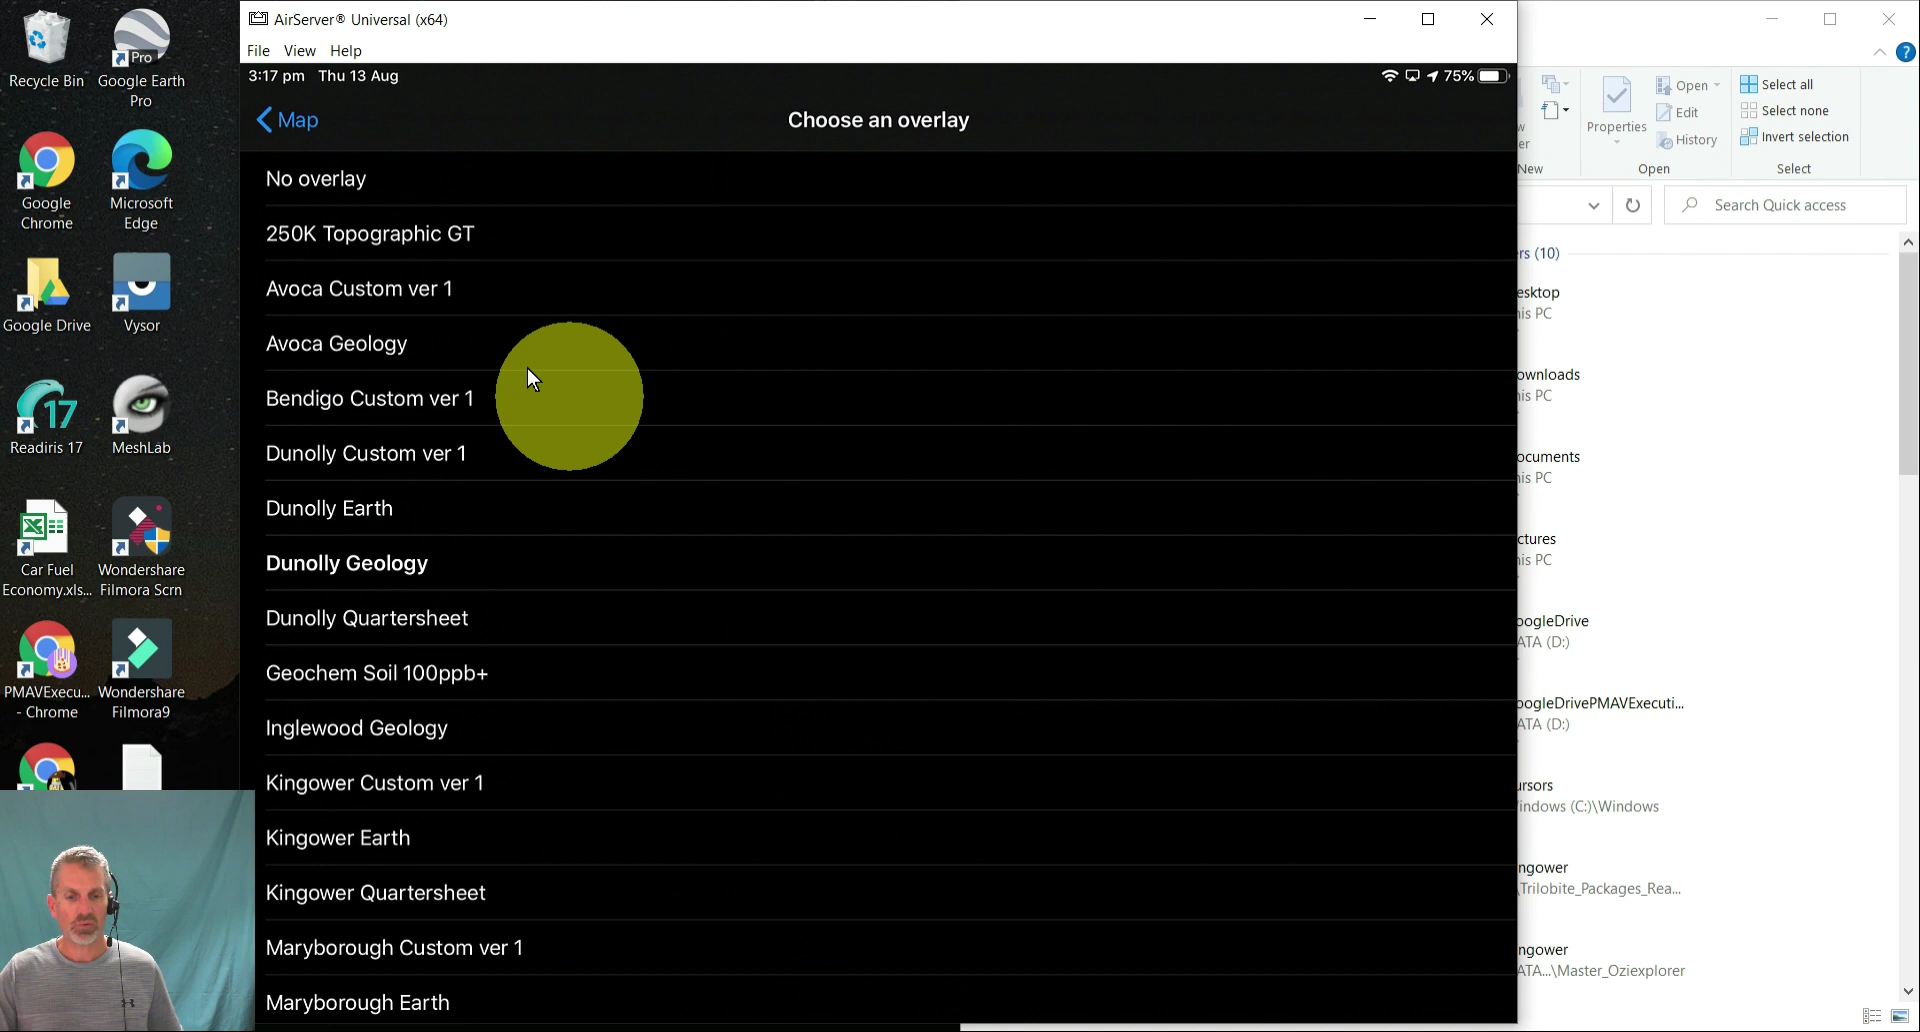 AirServer® Universal (x64)
File View Help
3:17 pm Thu 13 Aug
75%
Map
Choose an overlay
No overlay
250K Topographic GT
Avoca Custom ver 1
Avoca Geology
Bendigo Custom ver 1
Dunolly Custom ver 1
Dunolly Earth
Dunolly Geology
Dunolly Quartersheet
Geochem Soil 100ppb+
Inglewood Geology
Kingower Custom ver 1
Kingower Earth
Kingower Quartersheet
Maryborough Custom ver 1
Maryborough Earth
Recycle Bin
Pro
Google Earth
Pro
Google
Chrome
Microsoft
Edge
Google Drive
Vysor
17
Readiris 17
MeshLab
Car Fuel
Economy.xls...
Wondershare
Filmora Scrn
PMAVExecu...
- Chrome
Wondershare
Filmora9
w
er
New
Properties
Open
Edit
History
Open
Select all
Select none
Invert selection
Select
?
Search Quick access
rs (10)
esktop
is PC
ownloads
is PC
ocuments
is PC
ctures
is PC
oogleDrive
ATA (D:)
oogleDrivePMAVExecuti...
ATA (D:)
ursors
indows (C:)\Windows
ngower
\Trilobite_Packages_Rea...
ngower
ATA...\Master_Oziexplorer